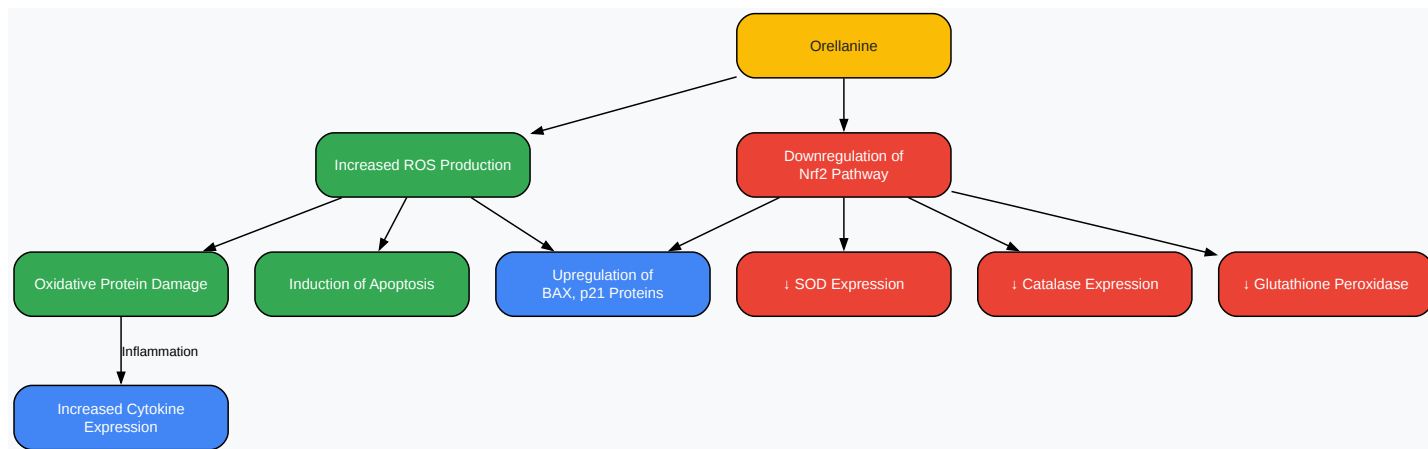 Orellanine
Increased ROS Production
Downregulation of
Nrf2 Pathway
Oxidative Protein Damage
Induction of Apoptosis
Upregulation of
BAX, p21 Proteins
↓ SOD Expression
↓ Catalase Expression
↓ Glutathione Peroxidase
Inflammation
Increased Cytokine
Expression